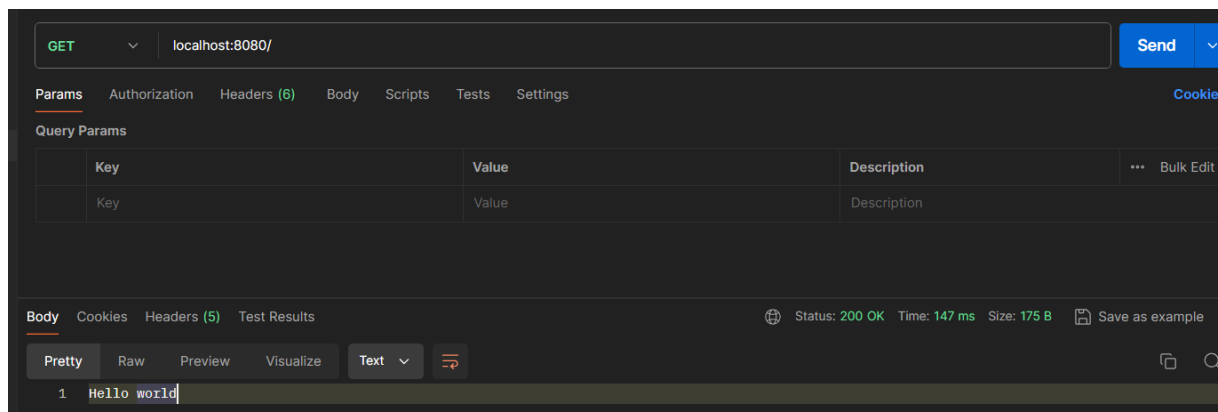 GET localhost:8080/ Send
Params Authorization Headers (6) Body Scripts Tests Settings Cookie
Query Params
Key Value Description ••• Bulk Edit
Key Value Description
Body Cookies Headers (5) Test Results Status: 200 OK Time: 147 ms Size: 175 B Save as example
Pretty Raw Preview Visualize Text
1 Hello world